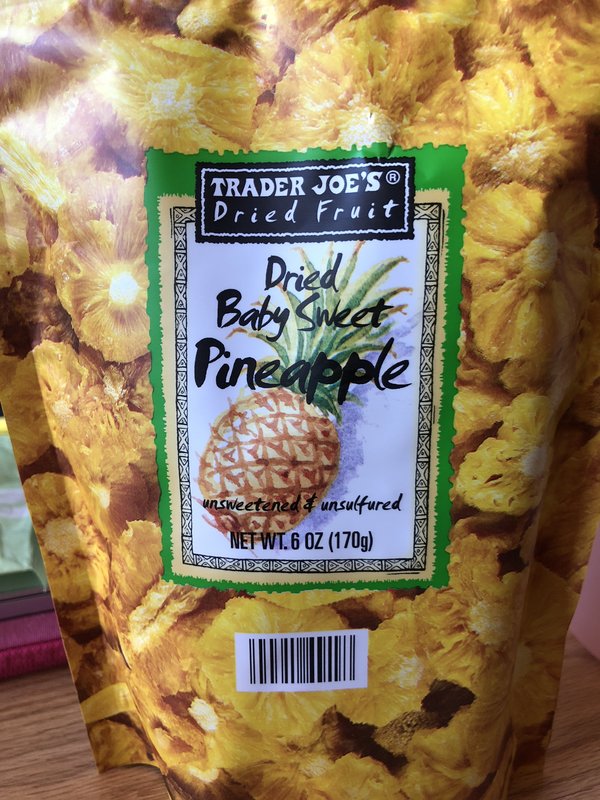 TRADER JOE'S®
Dried Fruit
Dried
Baby Sweet
Pineapple
unsweetened & unsulfured
NET WT. 6 OZ (170g)